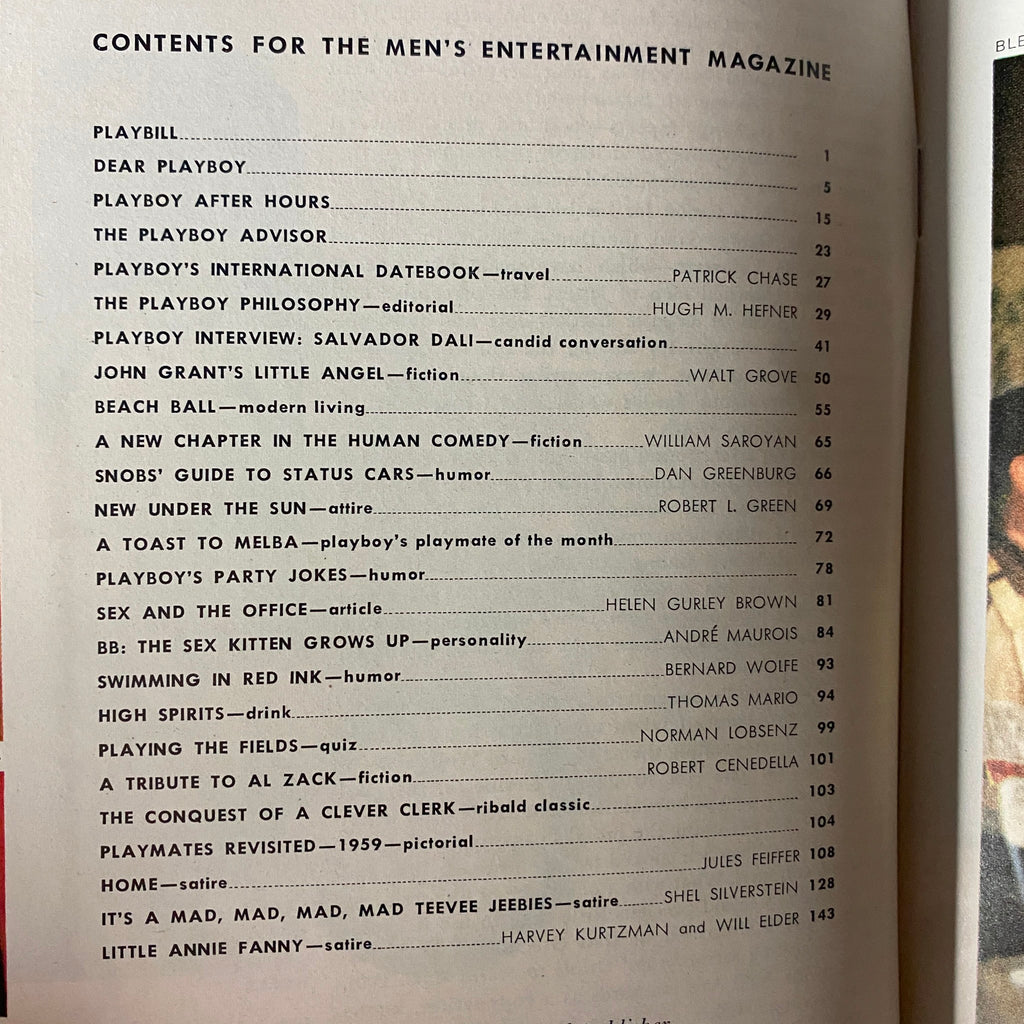 CONTENTS FOR THE MEN'S ENTERTAINMENT MAGAZINE
PLAYBILL 1
DEAR PLAYBOY 5
PLAYBOY AFTER HOURS 15
THE PLAYBOY ADVISOR 23
PLAYBOY'S INTERNATIONAL DATEBOOK—travel PATRICK CHASE 27
THE PLAYBOY PHILOSOPHY—editorial HUGH M. HEFNER 29
PLAYBOY INTERVIEW: SALVADOR DALI—candid conversation 41
JOHN GRANT'S LITTLE ANGEL—fiction WALT GROVE 50
BEACH BALL—modern living 55
A NEW CHAPTER IN THE HUMAN COMEDY—fiction WILLIAM SAROYAN 65
SNOBS' GUIDE TO STATUS CARS—humor DAN GREENBURG 66
NEW UNDER THE SUN—attire ROBERT L. GREEN 69
A TOAST TO MELBA—playboy's playmate of the month 72
PLAYBOY'S PARTY JOKES—humor 78
SEX AND THE OFFICE—article HELEN GURLEY BROWN 81
BB: THE SEX KITTEN GROWS UP—personality ANDRÉ MAUROIS 84
SWIMMING IN RED INK—humor BERNARD WOLFE 93
HIGH SPIRITS—drink THOMAS MARIO 94
PLAYING THE FIELDS—quiz NORMAN LOBSENZ 99
A TRIBUTE TO AL ZACK—fiction ROBERT CENEDELLA 101
THE CONQUEST OF A CLEVER CLERK—ribald classic 103
PLAYMATES REVISITED—1959—pictorial 104
HOME—satire JULES FEIFFER 108
IT'S A MAD, MAD, MAD, MAD TEEVEE JEEBIES—satire SHEL SILVERSTEIN 128
LITTLE ANNIE FANNY—satire HARVEY KURTZMAN and WILL ELDER 143